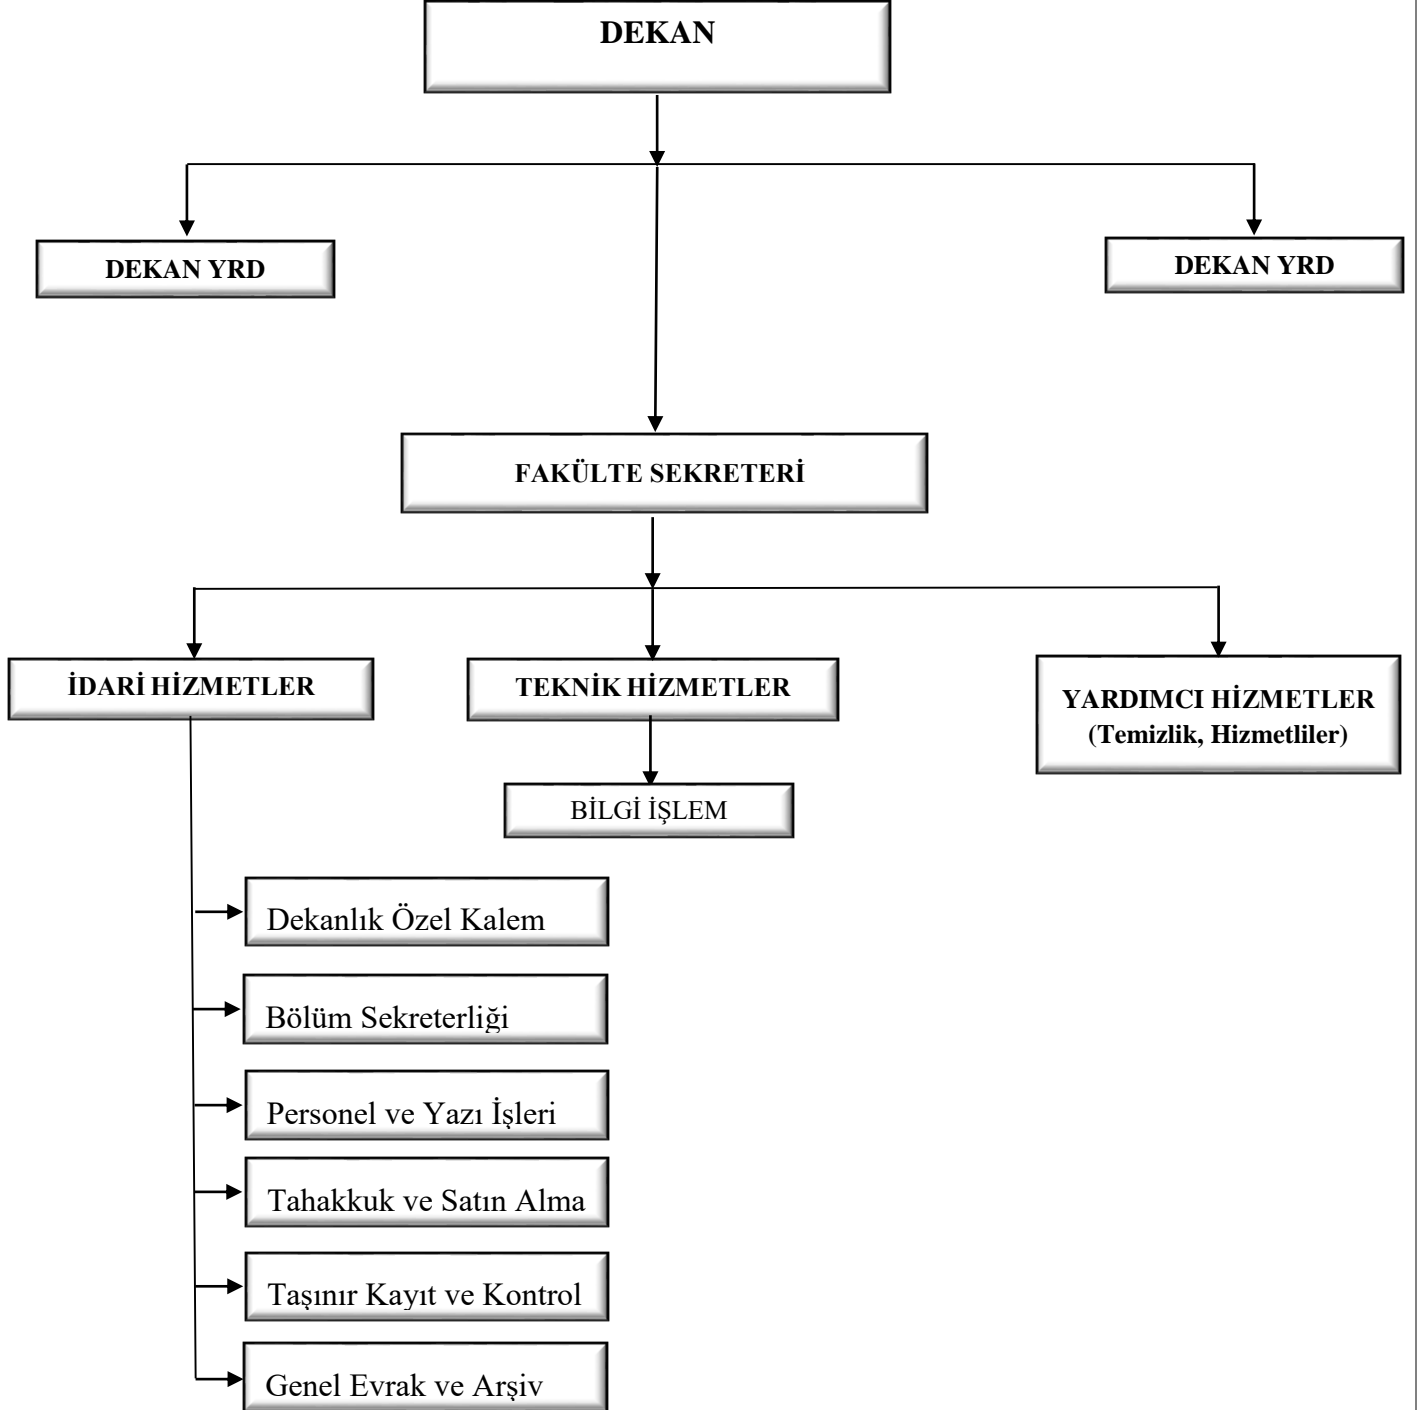 DEKAN
DEKAN YRD
DEKAN YRD
FAKÜLTE SEKRETERİ
İDARİ HİZMETLER
TEKNİK HİZMETLER
YARDIMCI HİZMETLER
(Temizlik, Hizmetliler)
BİLGİ İŞLEM
Dekanlık Özel Kalem
Bölüm Sekreterliği
Personel ve Yazı İşleri
Tahakkuk ve Satın Alma
Taşınır Kayıt ve Kontrol
Genel Evrak ve Arşiv